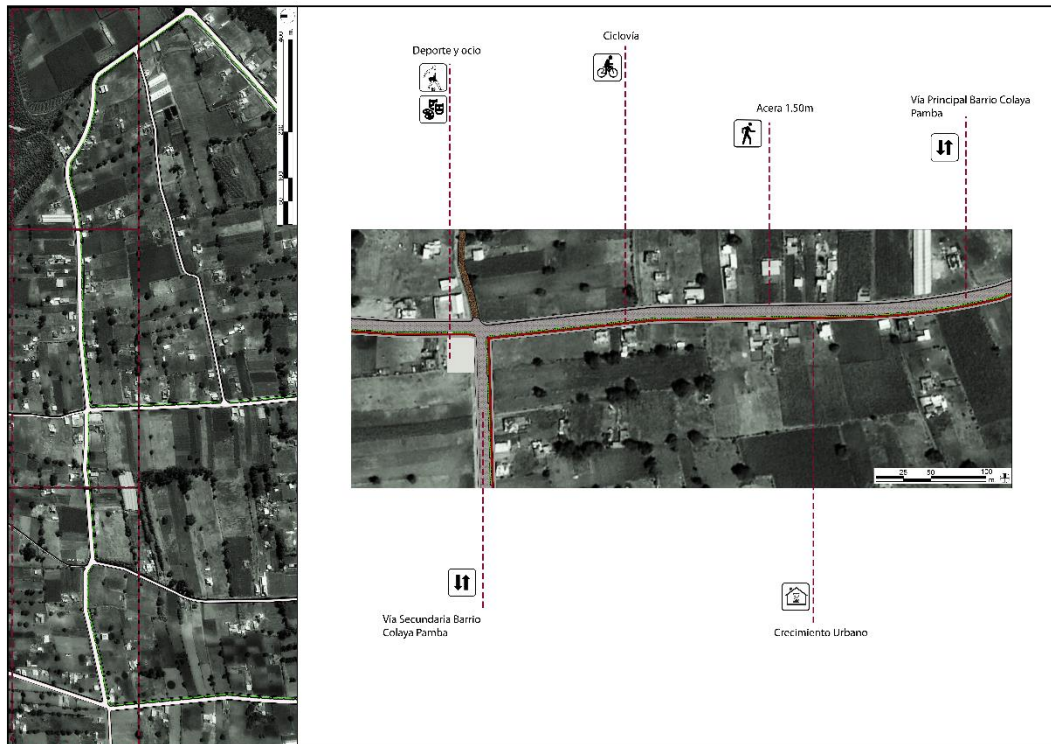 Deporte y ocio
Ciclovía
Acera 1.50m
Vía Principal Barrio Colaya
Pamba
25 50 100
m
Vía Secundaria Barrio
Colaya Pamba
Crecimiento Urbano
400
m